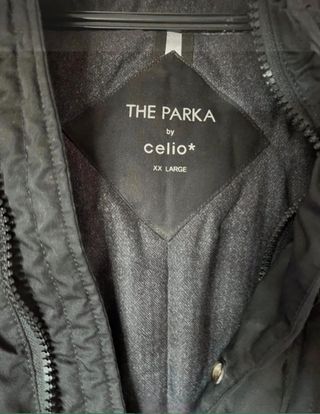 THE PARKA
by
celio*
XX LARGE